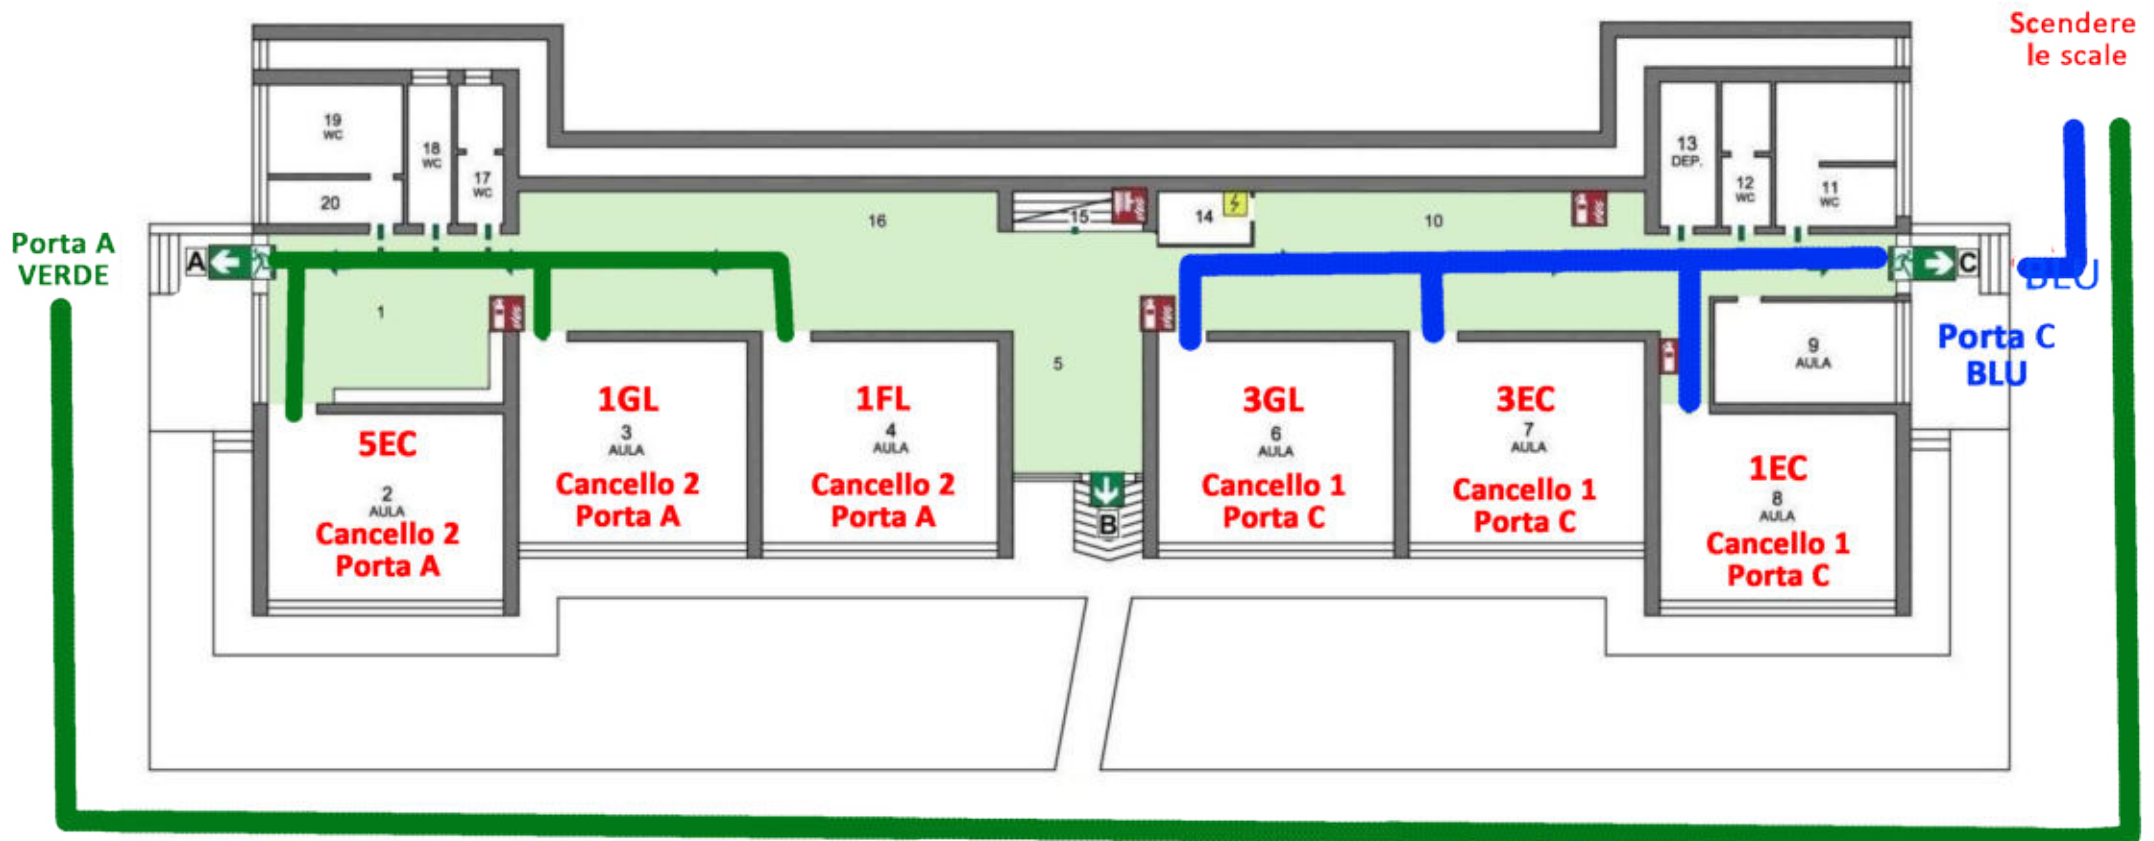 Scendere
le scale
19
WC
18
WC
17
WC
20
16
15
14
10
13
DEP.
12
WC
11
WC
Porta A
VERDE
A
C
BLU
1
5
9
AULA
Porta C
BLU
5EC
2
AULA
Cancello 2
Porta A
1GL
3
AULA
Cancello 2
Porta A
1FL
4
AULA
Cancello 2
Porta A
B
3GL
6
AULA
Cancello 1
Porta C
3EC
7
AULA
Cancello 1
Porta C
1EC
8
AULA
Cancello 1
Porta C